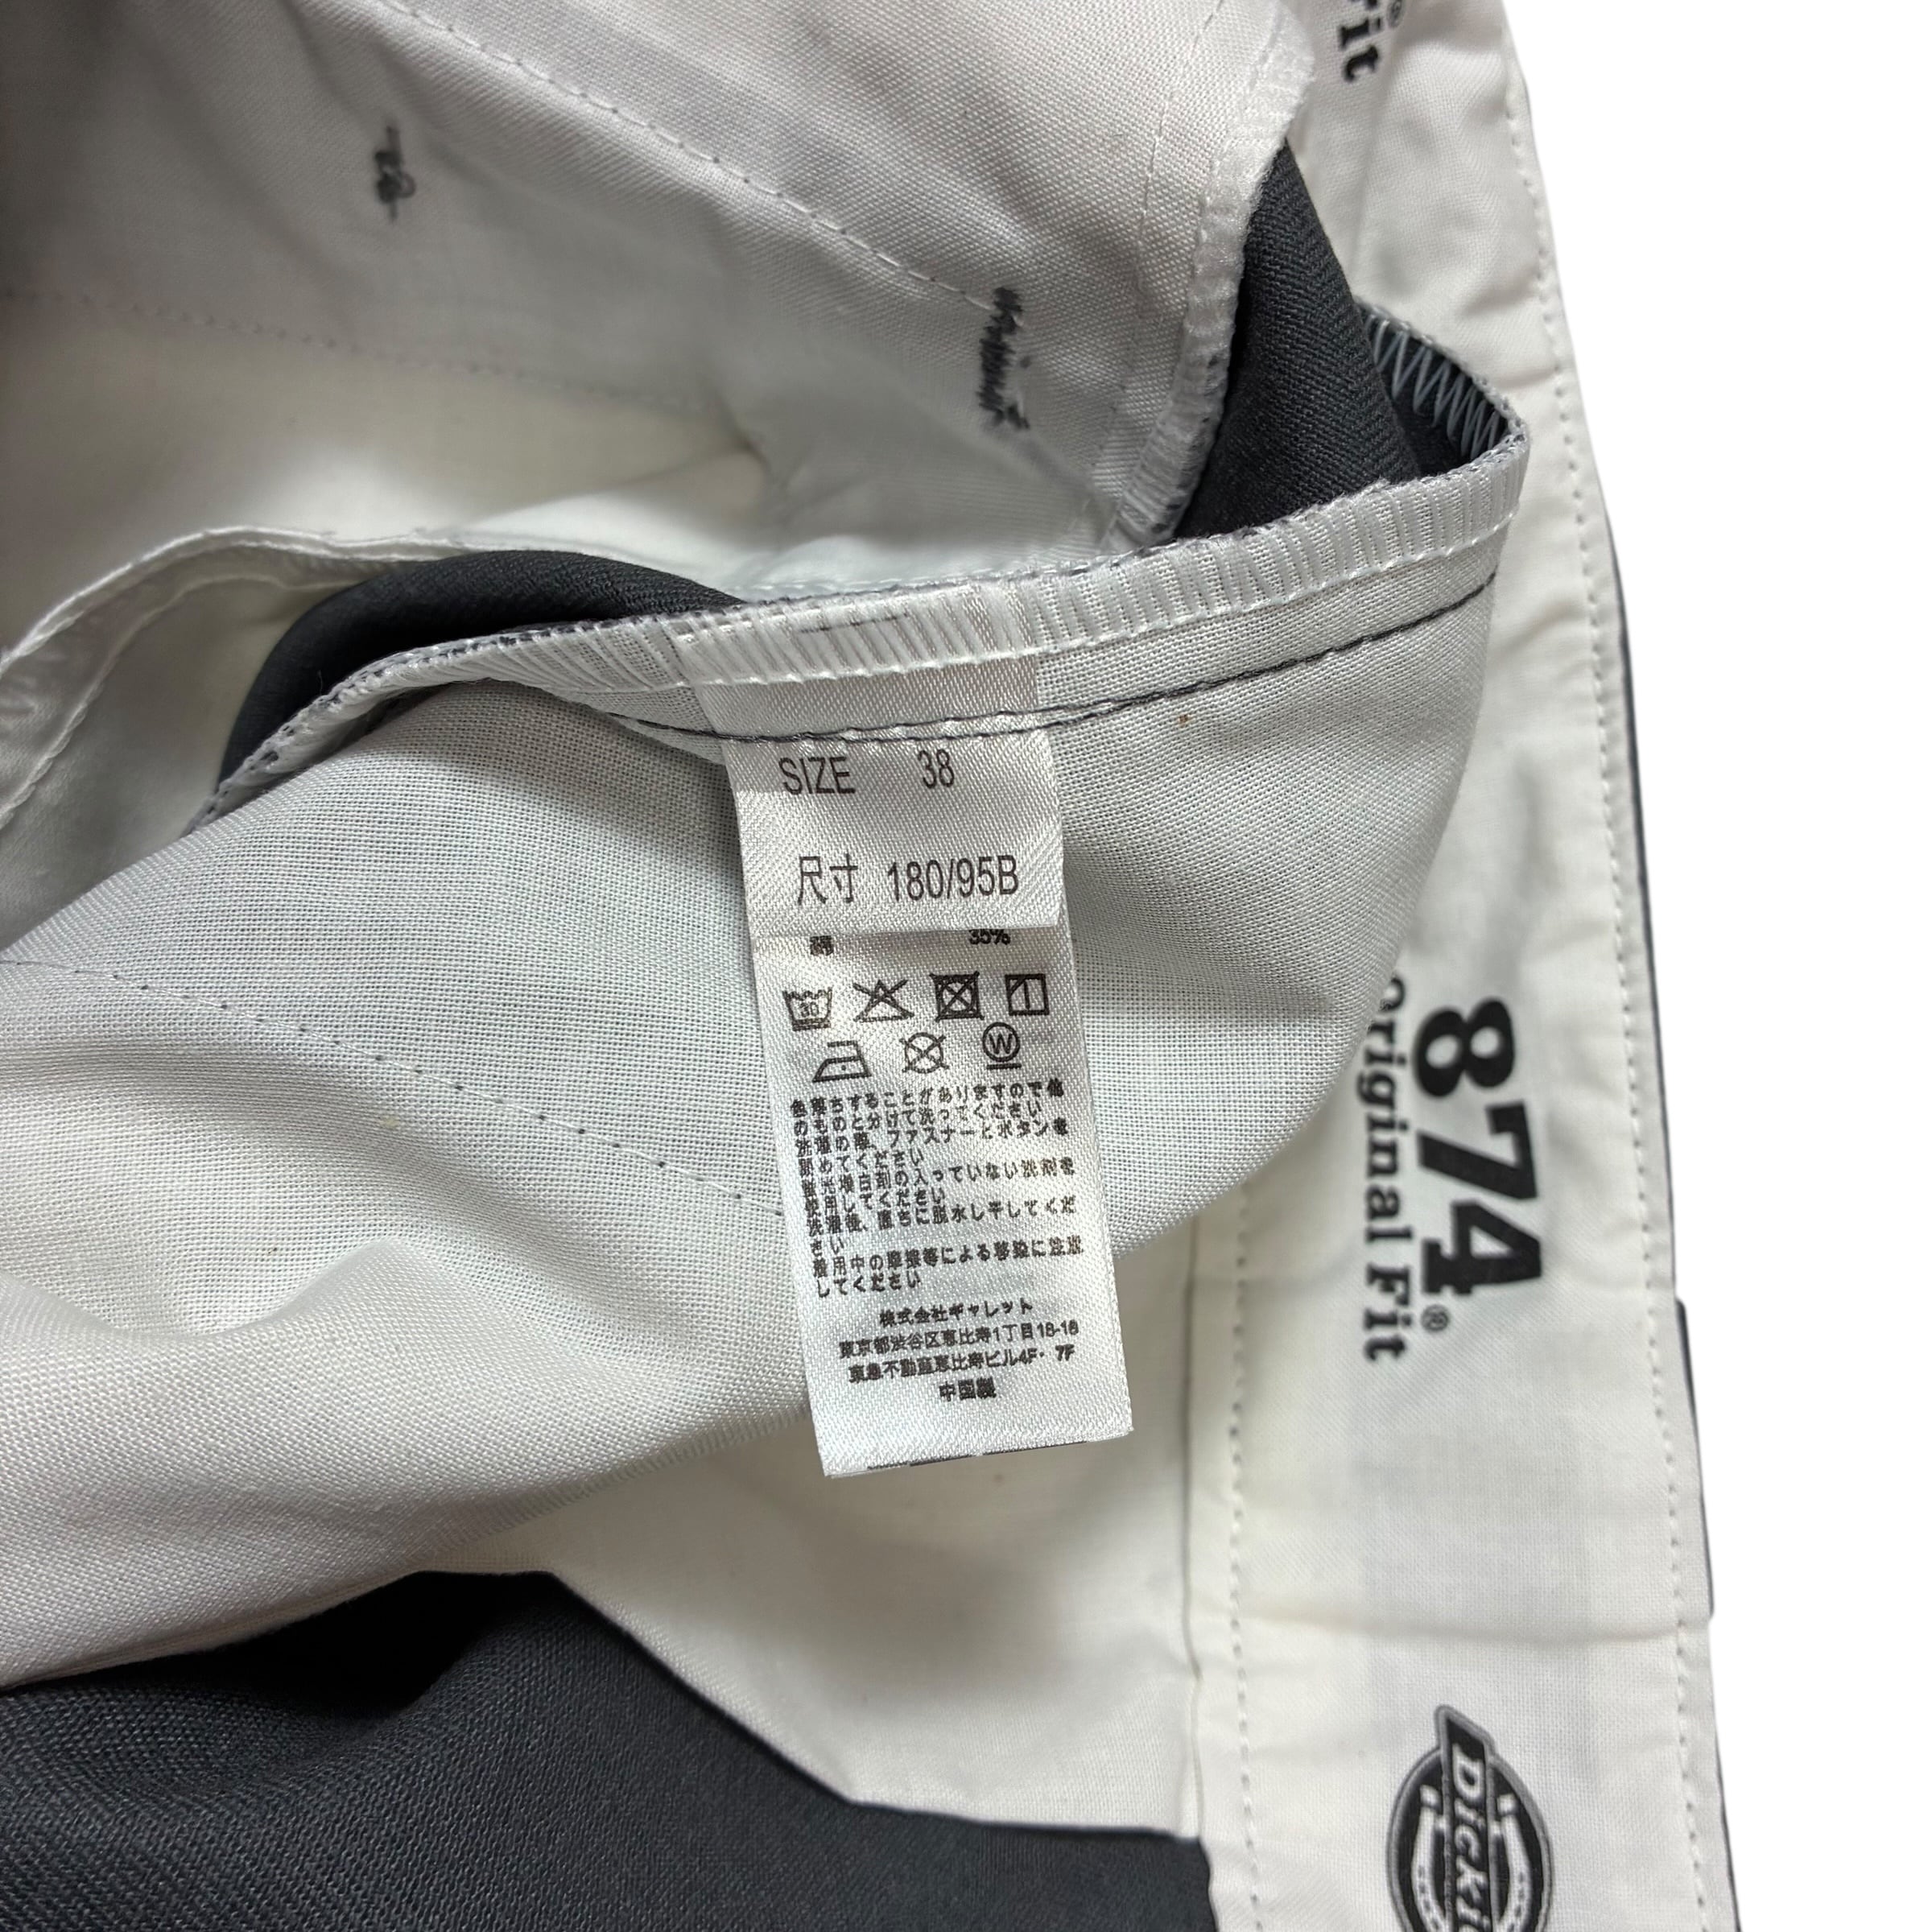 Fit
SIZE 38
尺寸 180/95B
綿 35%
30
W
色落ちすることがありますので他
のものと分けて洗ってください
洗濯の際、ファスナーとボタンを
閉めてください
蛍光増白剤の入っていない洗剤を
使用してください
洗濯後、直ちに脱水し干してくだ
さい
着用中の摩擦等による移染に注意
してください
株式会社ギャレット
東京都渋谷区恵比寿1丁目18-18
東急不動産恵比寿ビル4F・7F
中国製
874®
Original Fit
Dickies